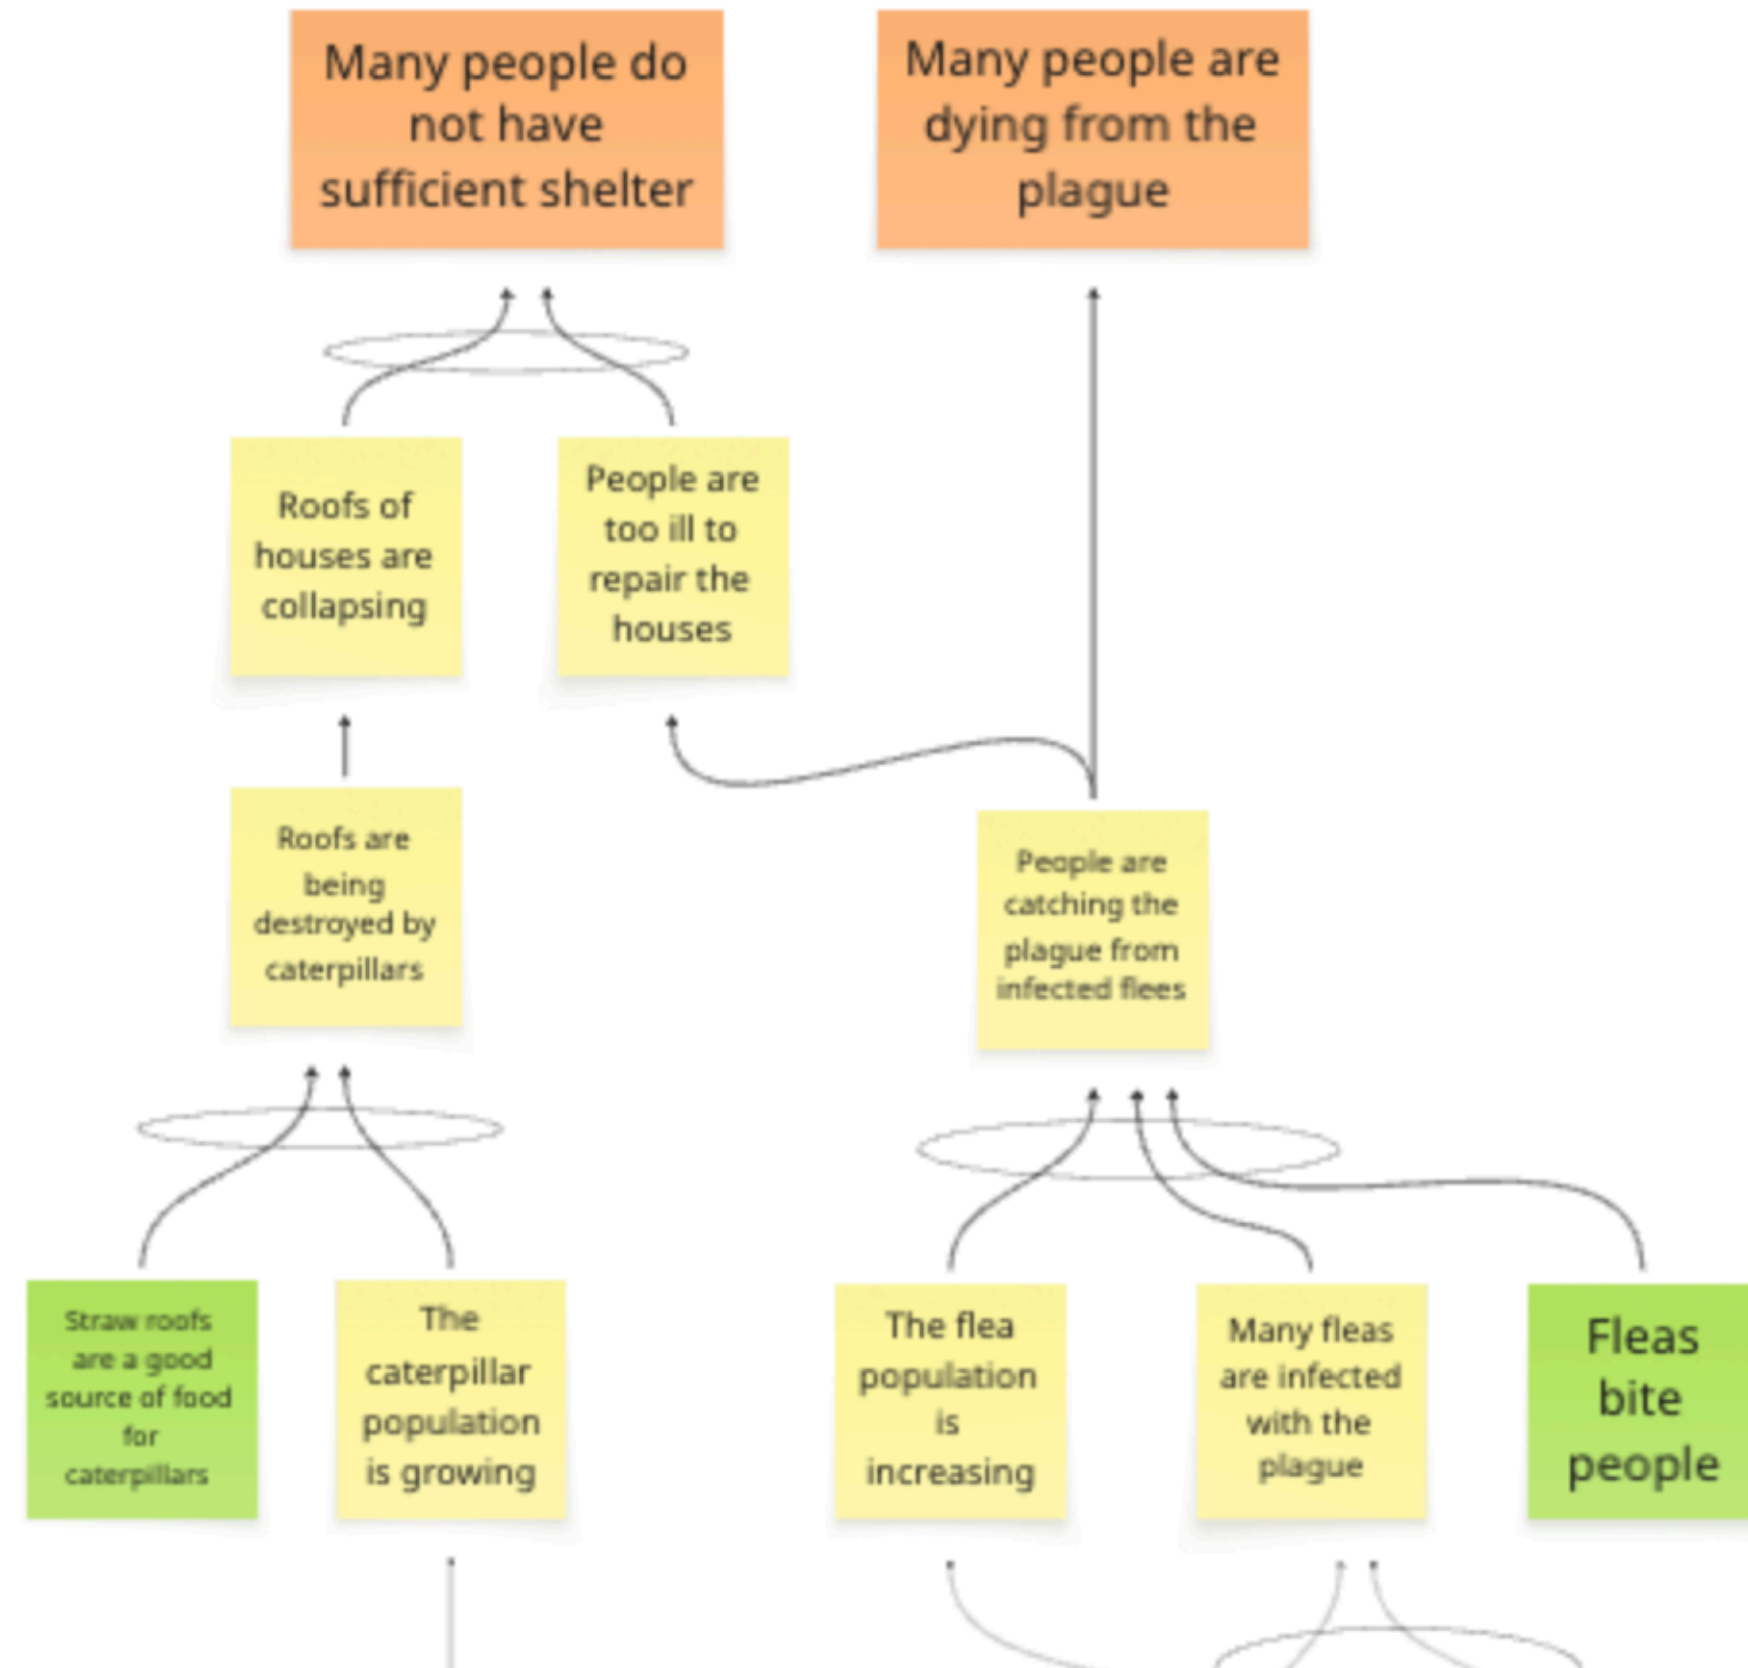 Many people do
not have
sufficient shelter
Many people are
dying from the
plague
Roofs of
houses are
collapsing
People are
too ill to
repair the
houses
Roofs are
being
destroyed by
caterpillars
People are
catching the
plague from
infected flees
Straw roofs
are a good
source of food
for
caterpillars
The
caterpillar
population
is growing
The flea
population
is
increasing
Many fleas
are infected
with the
plague
Fleas
bite
people